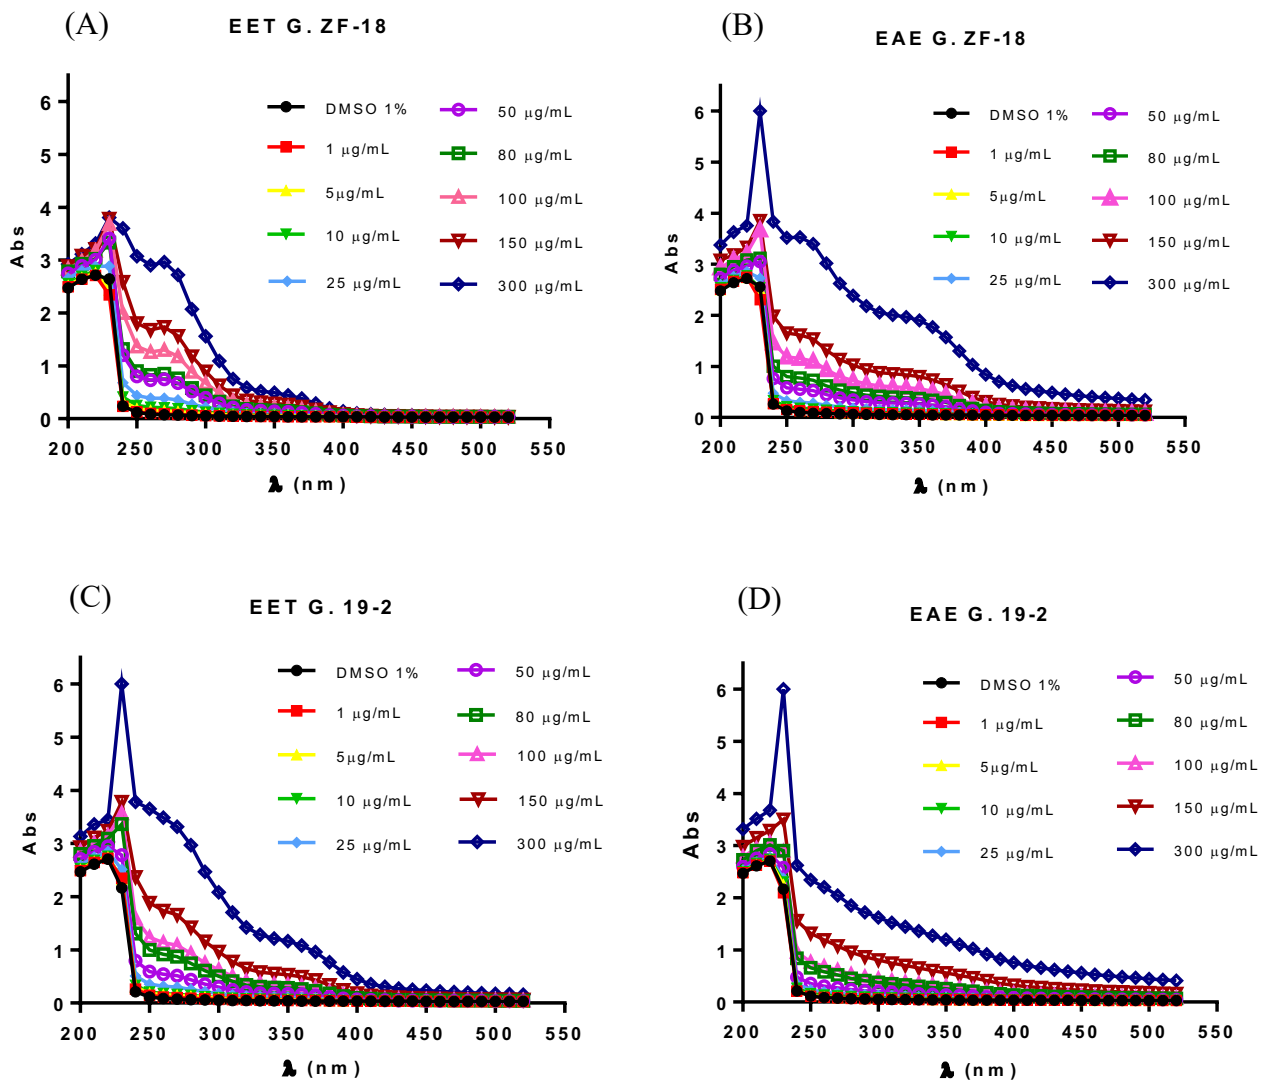 (A)
EET G. ZF-18
Abs
6
5
4
3
2
1
0
200 250 300 350 400 450 500 550
λ (nm)
DMSO 1%
1 μg/mL
5μg/mL
10 μg/mL
25 μg/mL
50 μg/mL
80 μg/mL
100 μg/mL
150 μg/mL
300 μg/mL
(B)
EAE G. ZF-18
Abs
6
5
4
3
2
1
0
200 250 300 350 400 450 500 550
λ (nm)
DMSO 1%
1 μg/mL
5μg/mL
10 μg/mL
25 μg/mL
50 μg/mL
80 μg/mL
100 μg/mL
150 μg/mL
300 μg/mL
(C)
EET G. 19-2
Abs
6
5
4
3
2
1
0
200 250 300 350 400 450 500 550
λ (nm)
DMSO 1%
1 μg/mL
5μg/mL
10 μg/mL
25 μg/mL
50 μg/mL
80 μg/mL
100 μg/mL
150 μg/mL
300 μg/mL
(D)
EAE G. 19-2
Abs
6
5
4
3
2
1
0
200 250 300 350 400 450 500 550
λ (nm)
DMSO 1%
1 μg/mL
5μg/mL
10 μg/mL
25 μg/mL
50 μg/mL
80 μg/mL
100 μg/mL
150 μg/mL
300 μg/mL